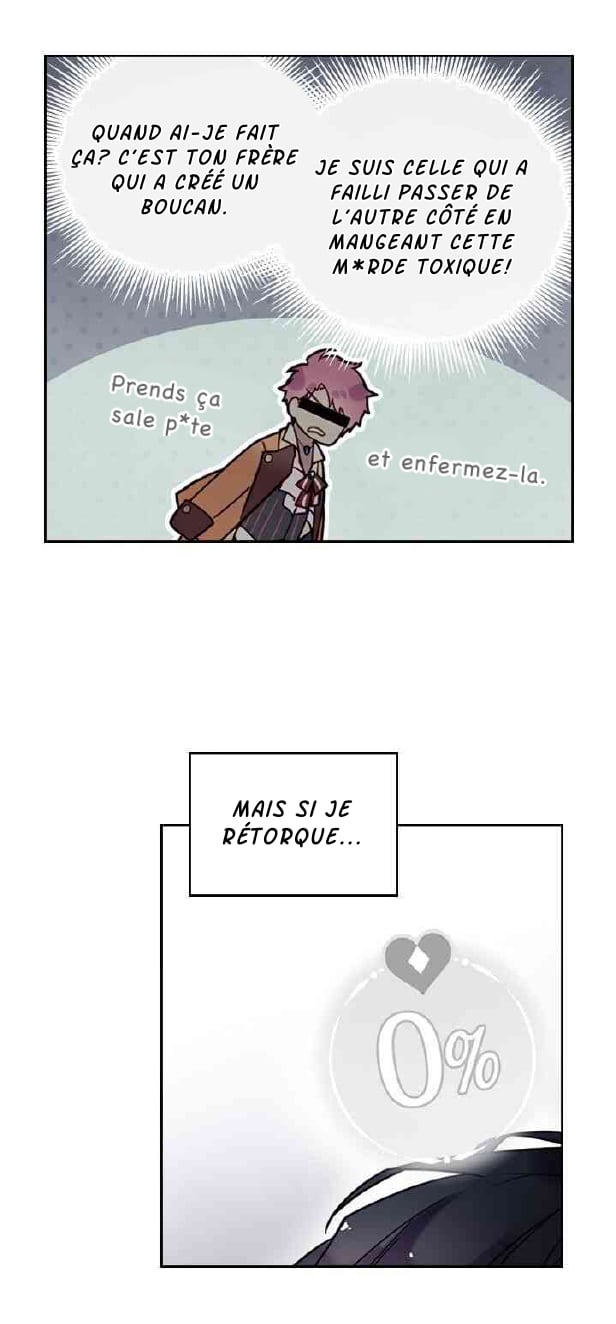 QUAND AI-JE FAIT
ÇA? C'EST TON FRÈRE
QUI A CRÉÉ UN
BOUCAN.
JE SUIS CELLE QUI A
FAILLI PASSER DE
L'AUTRE CÔTÉ EN
MANGEANT CETTE
M*RDE TOXIQUE!
Prends ça
sale p*te
et enfermez-la.
MAIS SI JE
RÉTORQUE...
0%